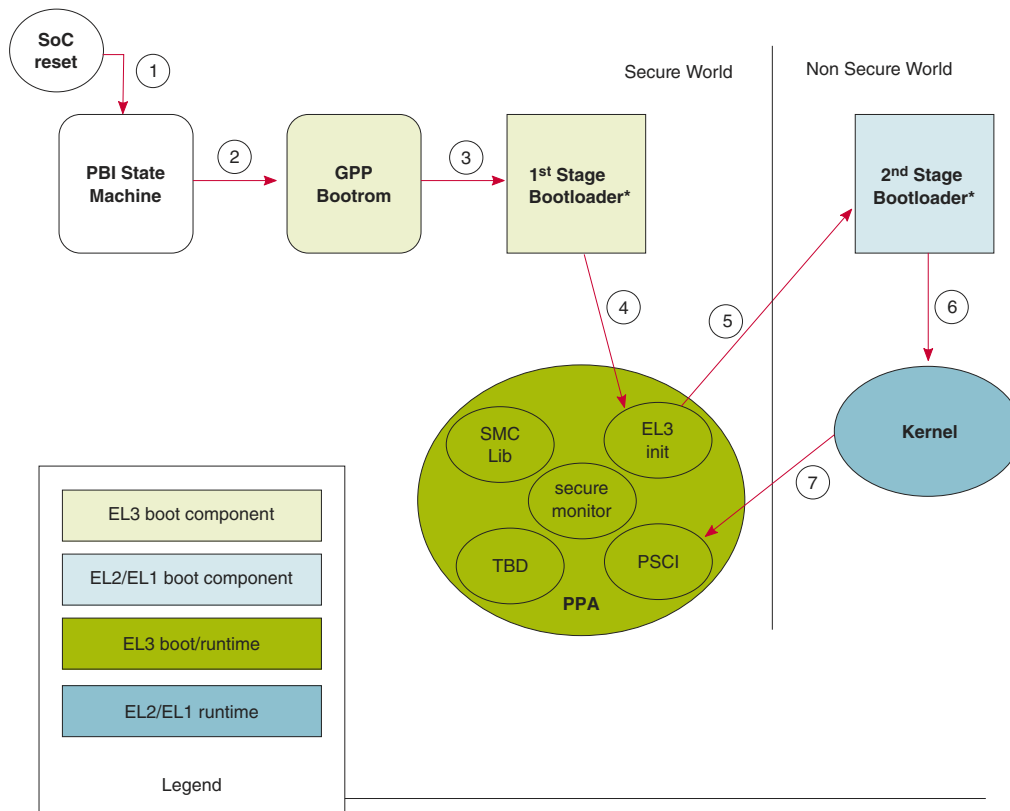 SoC
reset
1
Secure World
Non Secure World
PBI State
Machine
2
GPP
Bootrom
3
1st Stage
Bootloader*
2nd Stage
Bootloader*
4
5
6
SMC
Lib
EL3
init
Kernel
secure
monitor
7
TBD
PSCI
PPA
EL3 boot component
EL2/EL1 boot component
EL3 boot/runtime
EL2/EL1 runtime
Legend